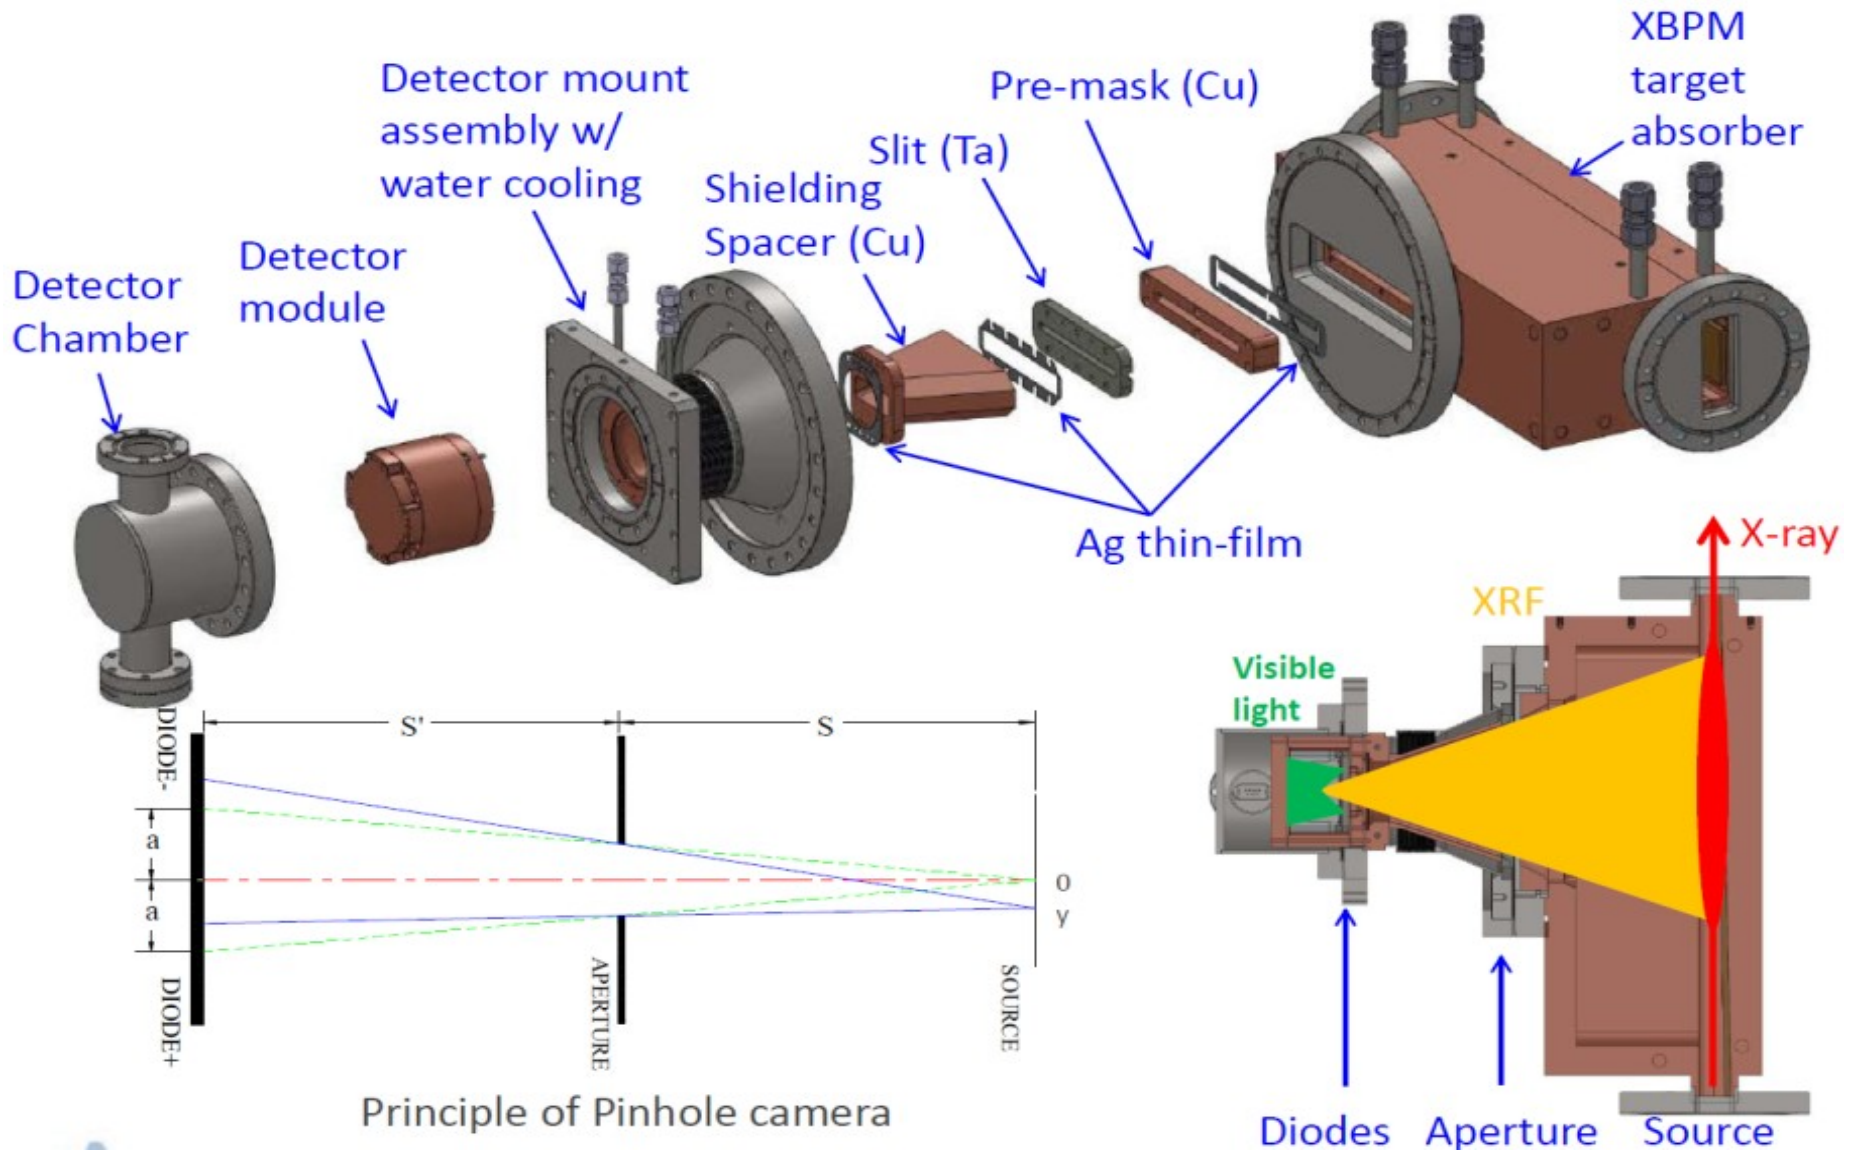 XBPM
target
absorber
Pre-mask (Cu)
Detector mount
assembly w/
water cooling
Slit (Ta)
Shielding
Spacer (Cu)
Detector
module
Detector
Chamber
Ag thin-film
X-ray
XRF
Visible
light
DIODE-
S'
S
a
a
0
y
DIODE+
APERTURE
SOURCE
Principle of Pinhole camera
Diodes
Aperture
Source